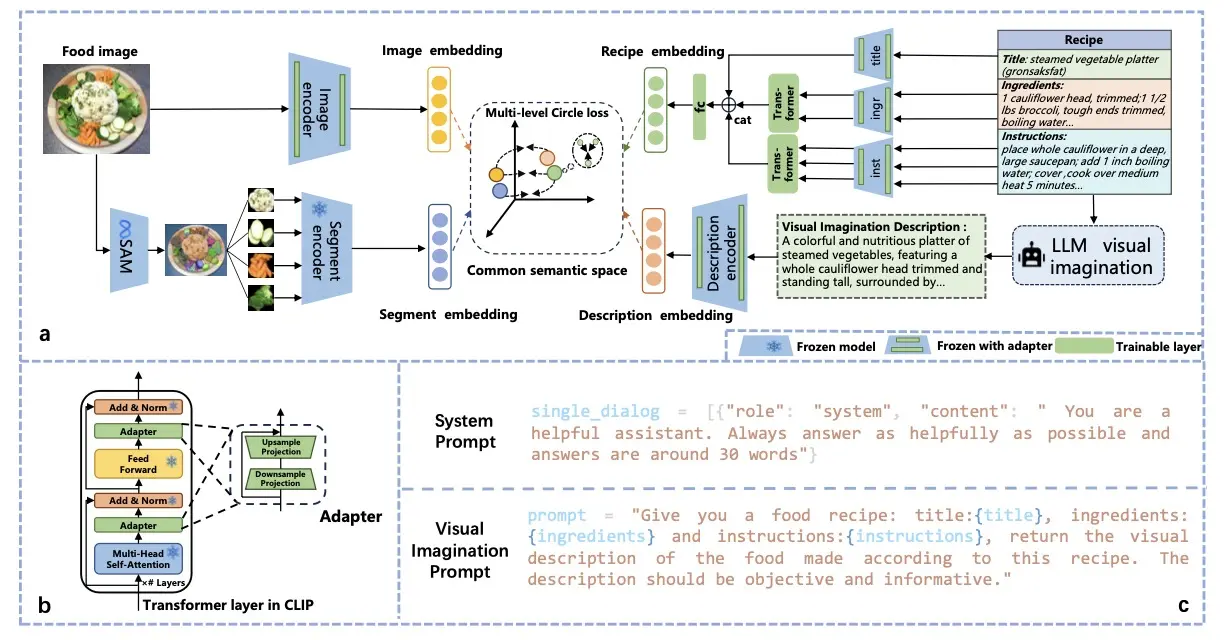 Food image
Image encoder
Image embedding
Recipe embedding
fc
cat
Trans-
former
Trans-
former
title
ingr
inst
Recipe
Title: steamed vegetable platter
(gronsaksfat)
Ingredients:
1 cauliflower head, trimmed;1 1/2
lbs broccoli, tough ends trimmed,
boiling water...
Instructions:
place whole cauliflower in a deep,
large saucepan; add 1 inch boiling
water; cover ,cook over medium
heat 5 minutes...
Multi-level Circle loss
Common semantic space
SAM
Segment
encoder
Segment embedding
Description
encoder
Description embedding
Visual Imagination Description :
A colorful and nutritious platter of
steamed vegetables, featuring a
whole cauliflower head trimmed and
standing tall, surrounded by...
LLM visual
imagination
a
Frozen model
Frozen with adapter
Trainable layer
Add & Norm
Adapter
Feed
Forward
Add & Norm
Adapter
Multi-Head
Self-Attention
×# Layers
Transformer layer in CLIP
Upsample
Projection
Downsample
Projection
Adapter
b
System
Prompt
single_dialog = [{"role": "system", "content": " You are a
helpful assistant. Always answer as helpfully as possible and
answers are around 30 words"}
Visual
Imagination
Prompt
prompt = "Give you a food recipe: title:{title}, ingredients:
{ingredients} and instructions:{instructions}, return the visual
description of the food made according to this recipe. The
description should be objective and informative."
c